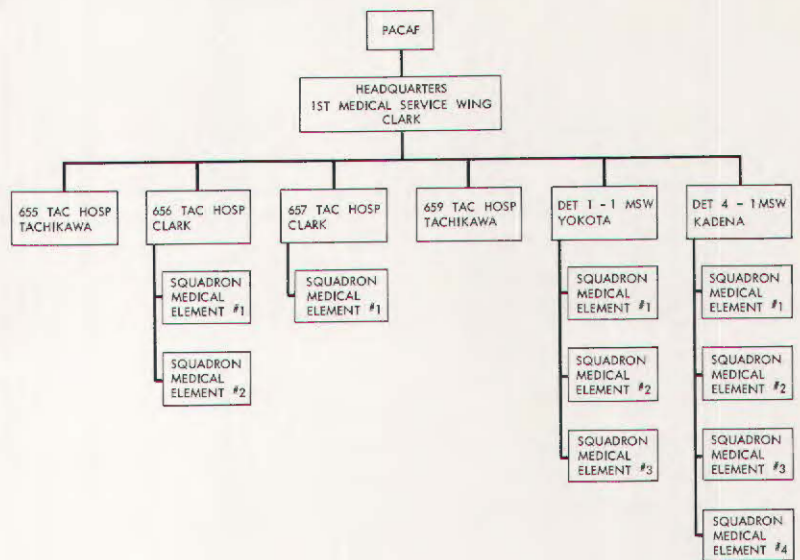 PACAF
HEADQUARTERS
1ST MEDICAL SERVICE WING
CLARK
655 TAC HOSP
TACHIKAWA
656 TAC HOSP
CLARK
657 TAC HOSP
CLARK
659 TAC HOSP
TACHIKAWA
DET 1 - 1 MSW
YOKOTA
DET 4 - 1MSW
KADENA
SQUADRON
MEDICAL
ELEMENT #1
SQUADRON
MEDICAL
ELEMENT #2
SQUADRON
MEDICAL
ELEMENT #1
SQUADRON
MEDICAL
ELEMENT #1
SQUADRON
MEDICAL
ELEMENT #2
SQUADRON
MEDICAL
ELEMENT #3
SQUADRON
MEDICAL
ELEMENT #1
SQUADRON
MEDICAL
ELEMENT #2
SQUADRON
MEDICAL
ELEMENT #3
SQUADRON
MEDICAL
ELEMENT #4